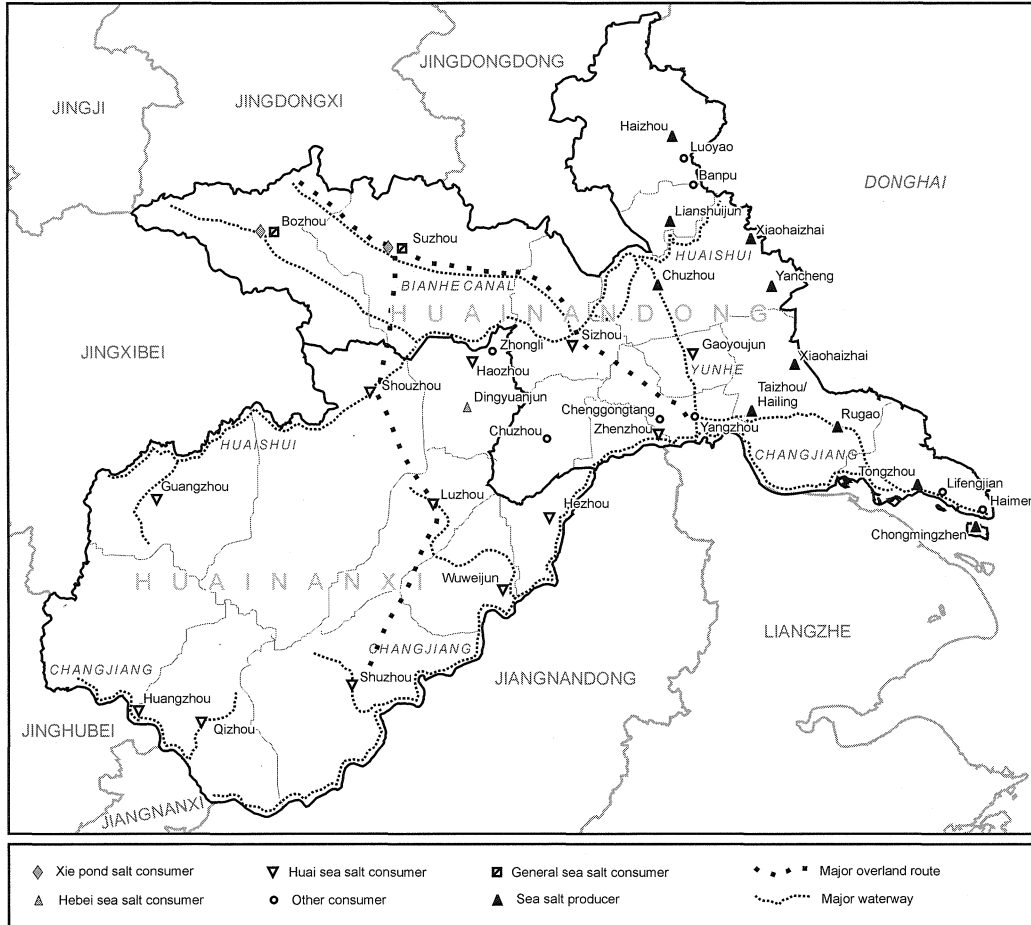 JINGDONGDONG
JINGDONGXI
JINGJI
Haizhou
Luoyao
Banpu
DONGHAI
Lianshuijun
Xiaohaizhai
Bozhou
Suzhou
HUAISHUI
Chuzhou
Yancheng
BIANHE CANAL
HUAINANDONG
JINGXIBEI
Zhongli
Sizhou
Gaoyoujun
YUNHE
Xiaohaizhai
Haozhou
Shouzhou
Dingyuanjun
Taizhou/
Hailing
Chenggongtang
Rugao
Zhenzhou
Yangzhou
Chuzhou
HUAISHUI
CHANGJIANG
Tongzhou
Lifengjian
Guangzhou
Luzhou
Hezhou
Haimen
Chongmingzhen
HUAINANXI
Wuweijun
LIANGZHE
CHANGJIANG
CHANGJIANG
Shuzhou
JIANGNANDONG
Huangzhou
Qizhou
JINGHUBEI
JIANGNANXI
Xie pond salt consumer
Huai sea salt consumer
General sea salt consumer
Major overland route
Hebei sea salt consumer
Other consumer
Sea salt producer
Major waterway